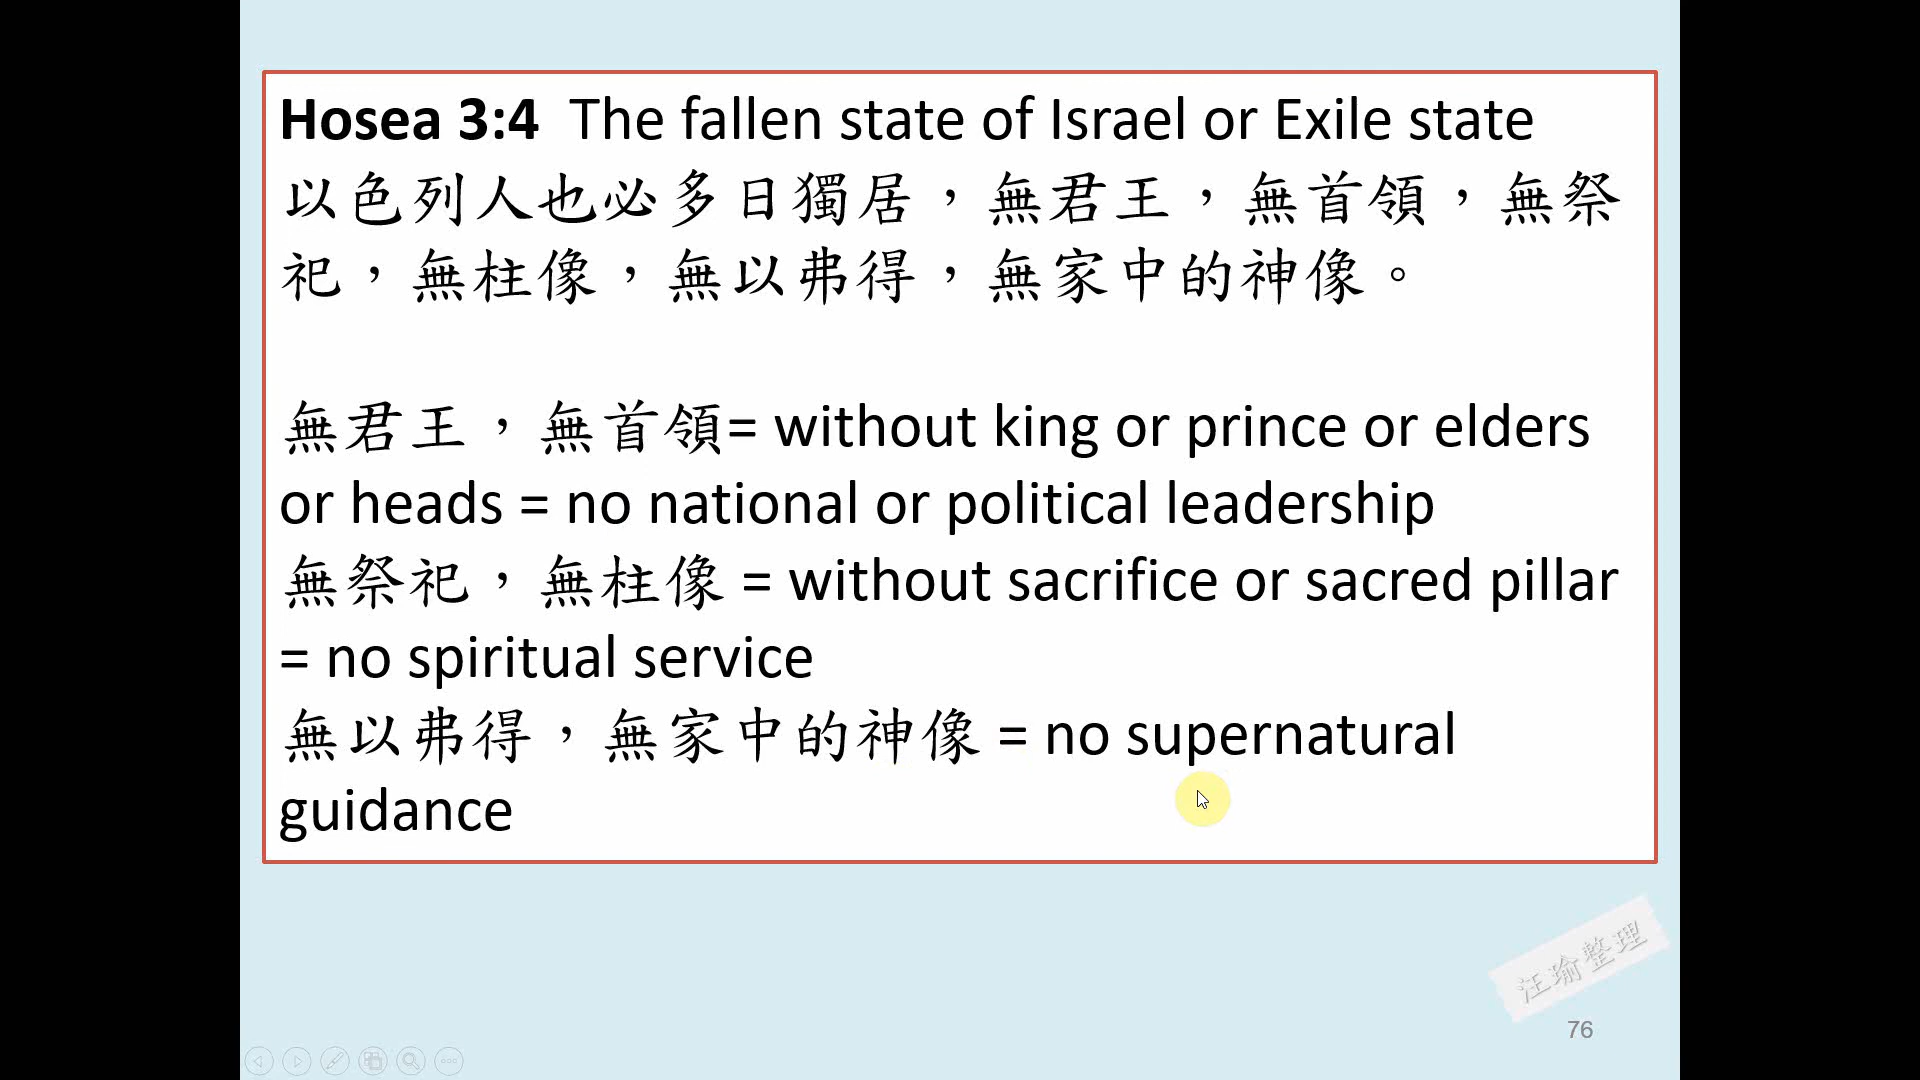 Hosea 3:4  The fallen state of Israel or Exile state
以色列人也必多日獨居，無君王，無首領，無祭
祀，無柱像，無以弗得，無家中的神像。
無君王，無首領= without king or prince or elders
or heads = no national or political leadership
無祭祀，無柱像 = without sacrifice or sacred pillar
= no spiritual service
無以弗得，無家中的神像 = no supernatural
guidance
汪瑜整理
76